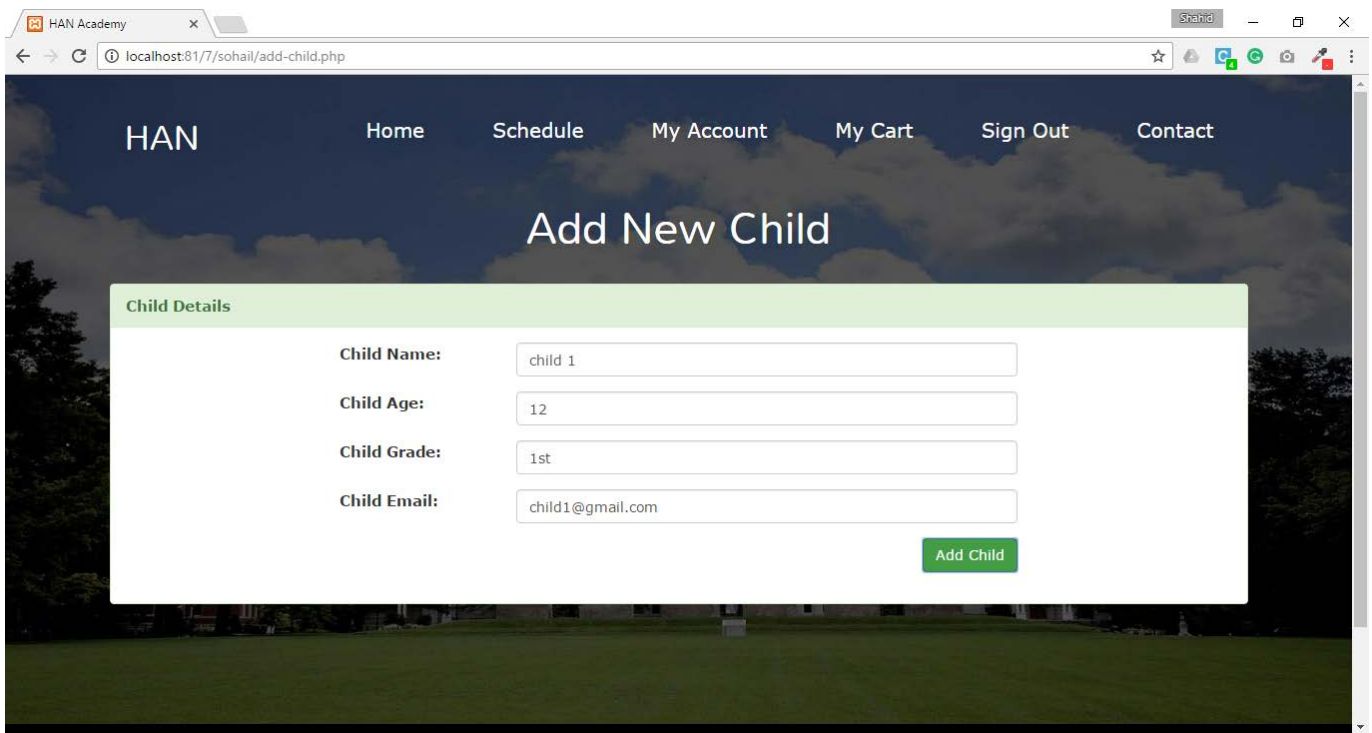 HAN Academy
Shahid
localhost:81/7/sohail/add-child.php
HAN
Home Schedule My Account My Cart Sign Out Contact
Add New Child
Child Details
Child Name: child 1
Child Age: 12
Child Grade: 1st
Child Email: child1@gmail.com
Add Child